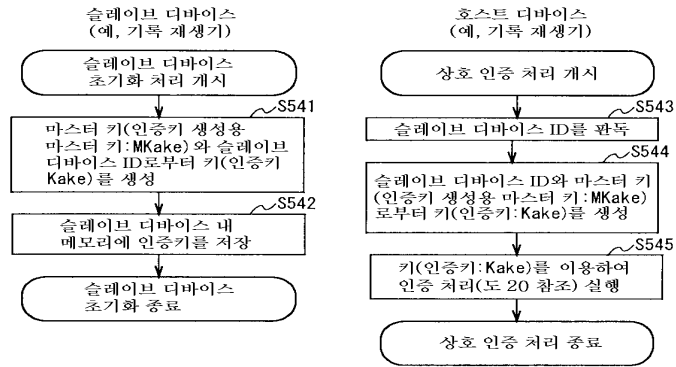 슬레이브 디바이스
(예, 기록 재생기)
슬레이브 디바이스
초기화 처리 개시
S541
마스터 키(인증키 생성용
마스터 키:MKake)와 슬레이브
디바이스 ID로부터 키(인증키
Kake)를 생성
S542
슬레이브 디바이스 내
메모리에 인증키를 저장
슬레이브 디바이스
초기화 종료
호스트 디바이스
(예, 기록 재생기)
상호 인증 처리 개시
S543
슬레이브 디바이스 ID를 판독
S544
슬레이브 디바이스 ID와 마스터 키
(인증키 생성용 마스터 키:MKake)
로부터 키(인증키:Kake)를 생성
S545
키(인증키:Kake)를 이용하여
인증 처리(도 20 참조) 실행
상호 인증 처리 종료